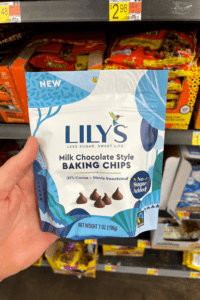 48
2 98
NEW
LILY'S
LESS SUGAR. SWEET LIFE.
Milk Chocolate Style
BAKING CHIPS
No
Sugar
Added
NET WEIGHT 7 OZ (198g)